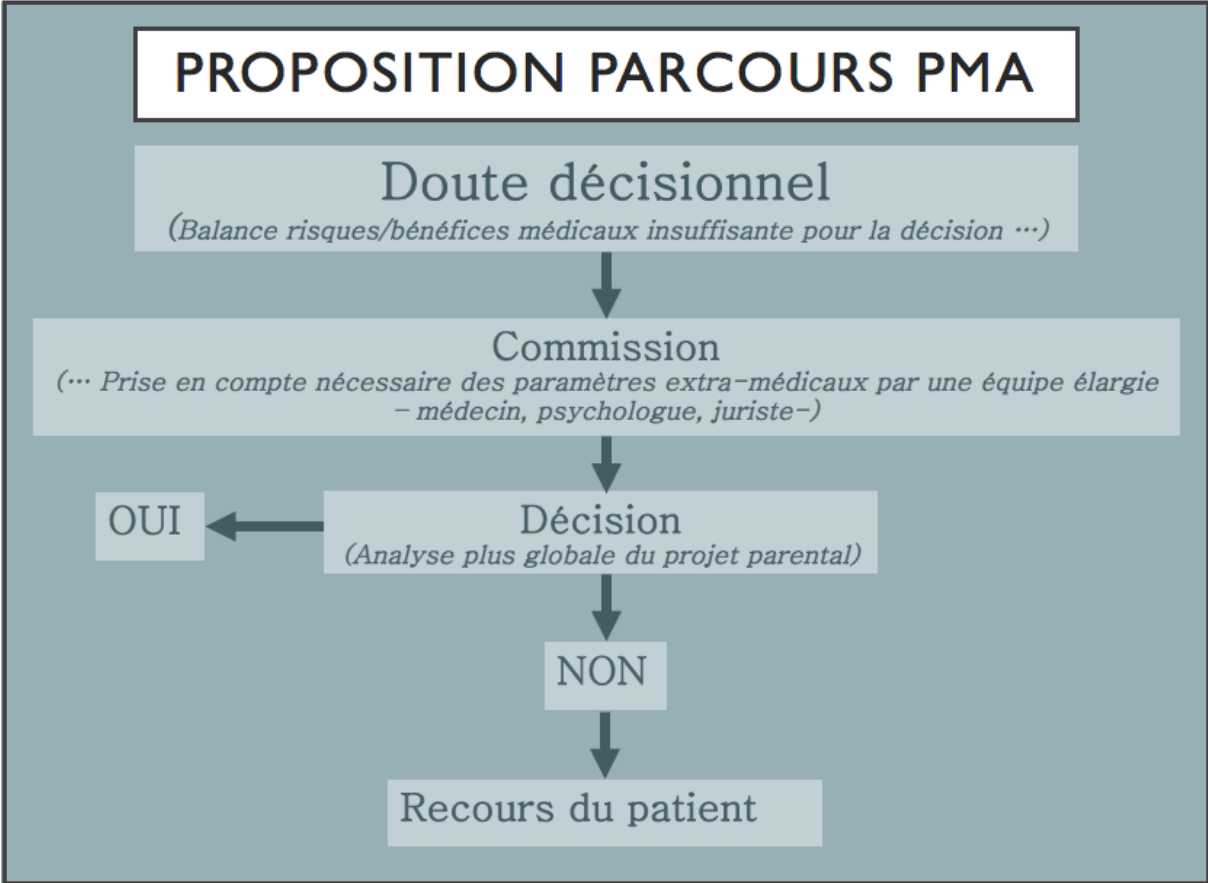 PROPOSITION PARCOURS PMA
Doute décisionnel
(Balance risques/bénéfices médicaux insuffisante pour la décision ···)
Commission
(··· Prise en compte nécessaire des paramètres extra-médicaux par une équipe élargie
– médecin, psychologue, juriste-)
OUI
Décision
(Analyse plus globale du projet parental)
NON
Recours du patient